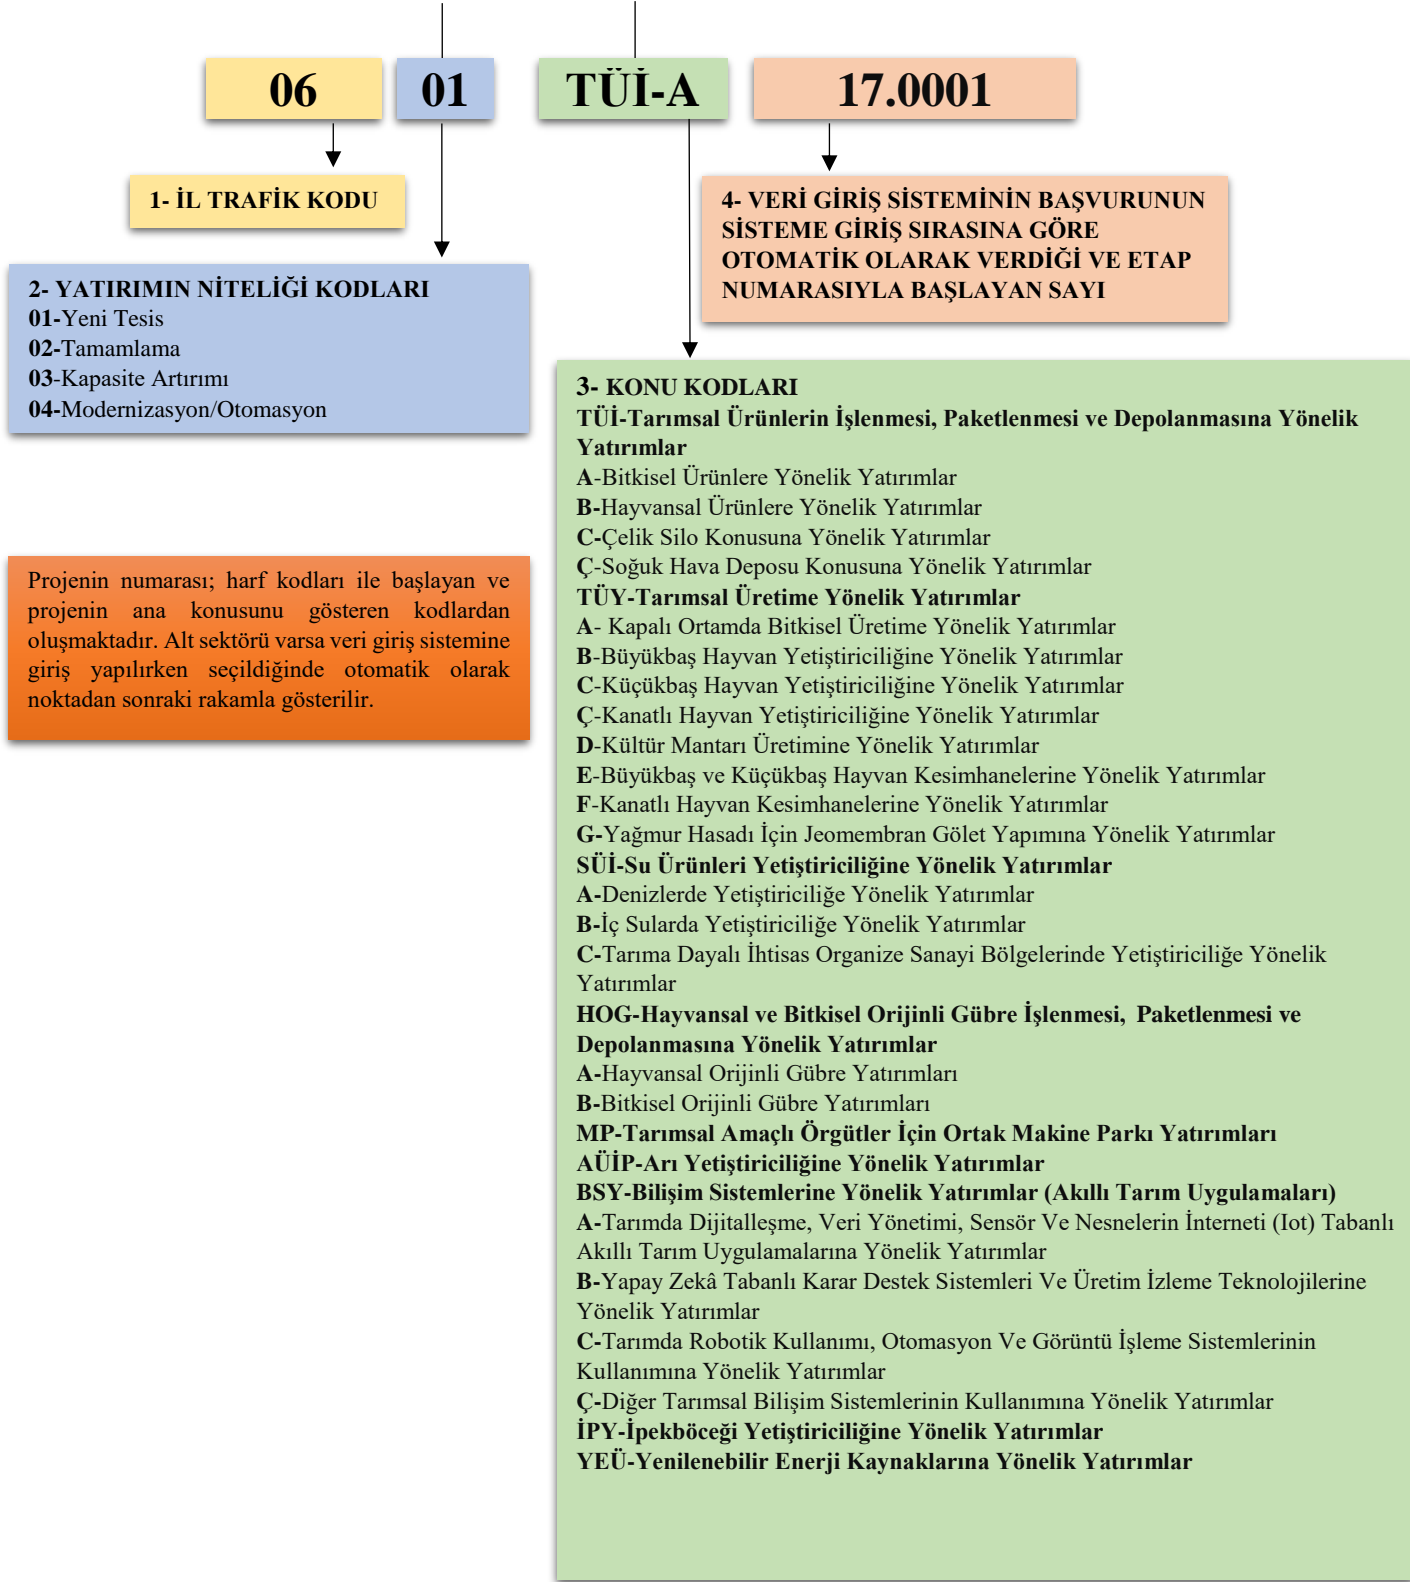 06 01 TÜİ-A 17.0001
1- İL TRAFİK KODU
4- VERİ GİRİŞ SİSTEMİNİN BAŞVURUNUN
SİSTEME GİRİŞ SIRASINA GÖRE
OTOMATİK OLARAK VERDİĞİ VE ETAP
NUMARASIYLA BAŞLAYAN SAYI
2- YATIRIMIN NİTELİĞİ KODLARI
01-Yeni Tesis
02-Tamamlama
03-Kapasite Artırımı
04-Modernizasyon/Otomasyon
Projenin numarası; harf kodları ile başlayan ve
projenin ana konusunu gösteren kodlardan
oluşmaktadır. Alt sektörü varsa veri giriş sistemine
giriş yapılırken seçildiğinde otomatik olarak
noktadan sonraki rakamla gösterilir.
3- KONU KODLARI
TÜİ-Tarımsal Ürünlerin İşlenmesi, Paketlenmesi ve Depolanmasına Yönelik
Yatırımlar
A-Bitkisel Ürünlere Yönelik Yatırımlar
B-Hayvansal Ürünlere Yönelik Yatırımlar
C-Çelik Silo Konusuna Yönelik Yatırımlar
Ç-Soğuk Hava Deposu Konusuna Yönelik Yatırımlar
TÜY-Tarımsal Üretime Yönelik Yatırımlar
A- Kapalı Ortamda Bitkisel Üretime Yönelik Yatırımlar
B-Büyükbaş Hayvan Yetiştiriciliğine Yönelik Yatırımlar
C-Küçükbaş Hayvan Yetiştiriciliğine Yönelik Yatırımlar
Ç-Kanatlı Hayvan Yetiştiriciliğine Yönelik Yatırımlar
D-Kültür Mantarı Üretimine Yönelik Yatırımlar
E-Büyükbaş ve Küçükbaş Hayvan Kesimhanelerine Yönelik Yatırımlar
F-Kanatlı Hayvan Kesimhanelerine Yönelik Yatırımlar
G-Yağmur Hasadı İçin Jeomembran Gölet Yapımına Yönelik Yatırımlar
SÜİ-Su Ürünleri Yetiştiriciliğine Yönelik Yatırımlar
A-Denizlerde Yetiştiriciliğe Yönelik Yatırımlar
B-İç Sularda Yetiştiriciliğe Yönelik Yatırımlar
C-Tarıma Dayalı İhtisas Organize Sanayi Bölgelerinde Yetiştiriciliğe Yönelik
Yatırımlar
HOG-Hayvansal ve Bitkisel Orijinli Gübre İşlenmesi, Paketlenmesi ve
Depolanmasına Yönelik Yatırımlar
A-Hayvansal Orijinli Gübre Yatırımları
B-Bitkisel Orijinli Gübre Yatırımları
MP-Tarımsal Amaçlı Örgütler İçin Ortak Makine Parkı Yatırımları
AÜİP-Arı Yetiştiriciliğine Yönelik Yatırımlar
BSY-Bilişim Sistemlerine Yönelik Yatırımlar (Akıllı Tarım Uygulamaları)
A-Tarımda Dijitalleşme, Veri Yönetimi, Sensör Ve Nesnelerin İnterneti (Iot) Tabanlı
Akıllı Tarım Uygulamalarına Yönelik Yatırımlar
B-Yapay Zekâ Tabanlı Karar Destek Sistemleri Ve Üretim İzleme Teknolojilerine
Yönelik Yatırımlar
C-Tarımda Robotik Kullanımı, Otomasyon Ve Görüntü İşleme Sistemlerinin
Kullanımına Yönelik Yatırımlar
Ç-Diğer Tarımsal Bilişim Sistemlerinin Kullanımına Yönelik Yatırımlar
İPY-İpekböceği Yetiştiriciliğine Yönelik Yatırımlar
YEÜ-Yenilenebilir Enerji Kaynaklarına Yönelik Yatırımlar